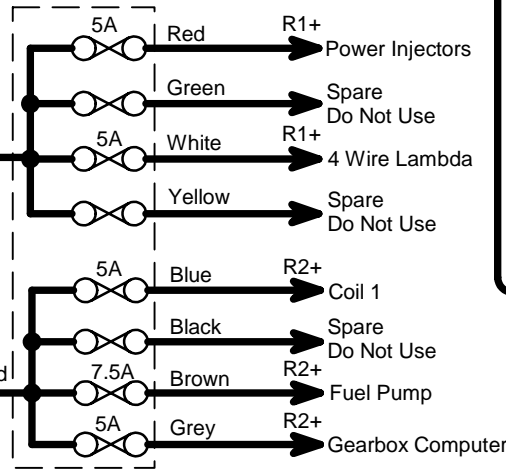 5A Red R1+ Power Injectors
Green Spare
Do Not Use
5A White R1+ 4 Wire Lambda
Yellow Spare
Do Not Use
5A Blue R2+ Coil 1
Black Spare
Do Not Use
d 7.5A Brown R2+ Fuel Pump
5A Grey R2+ Gearbox Computer